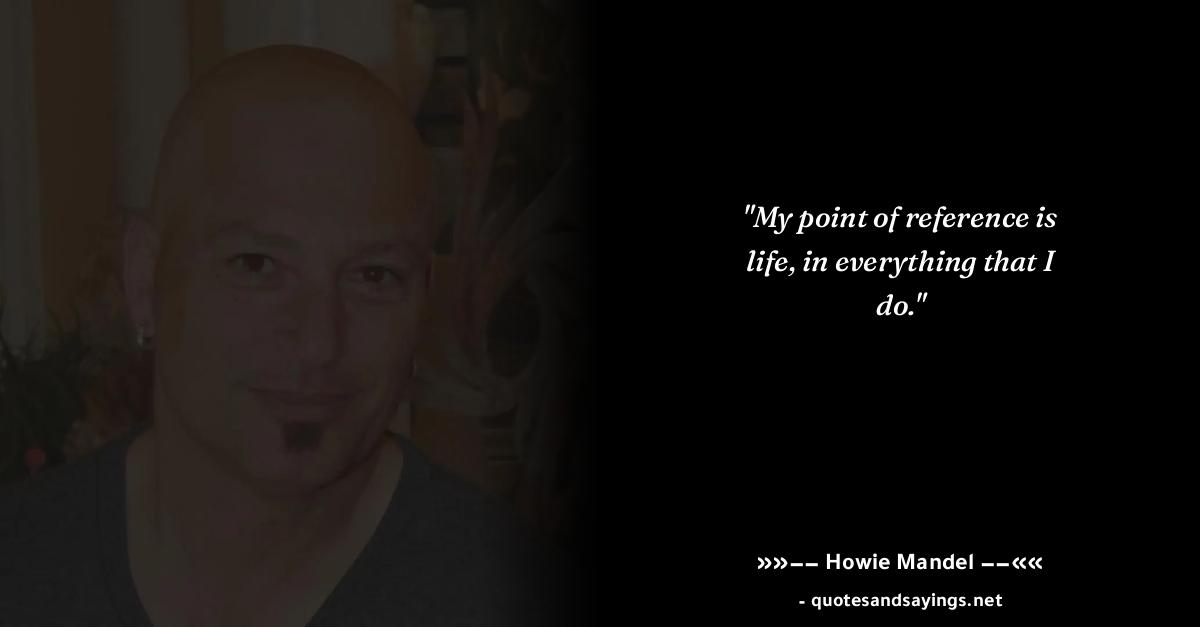 "My point of reference is
life, in everything that I
do."
»»−− Howie Mandel −−««
- quotesandsayings.net